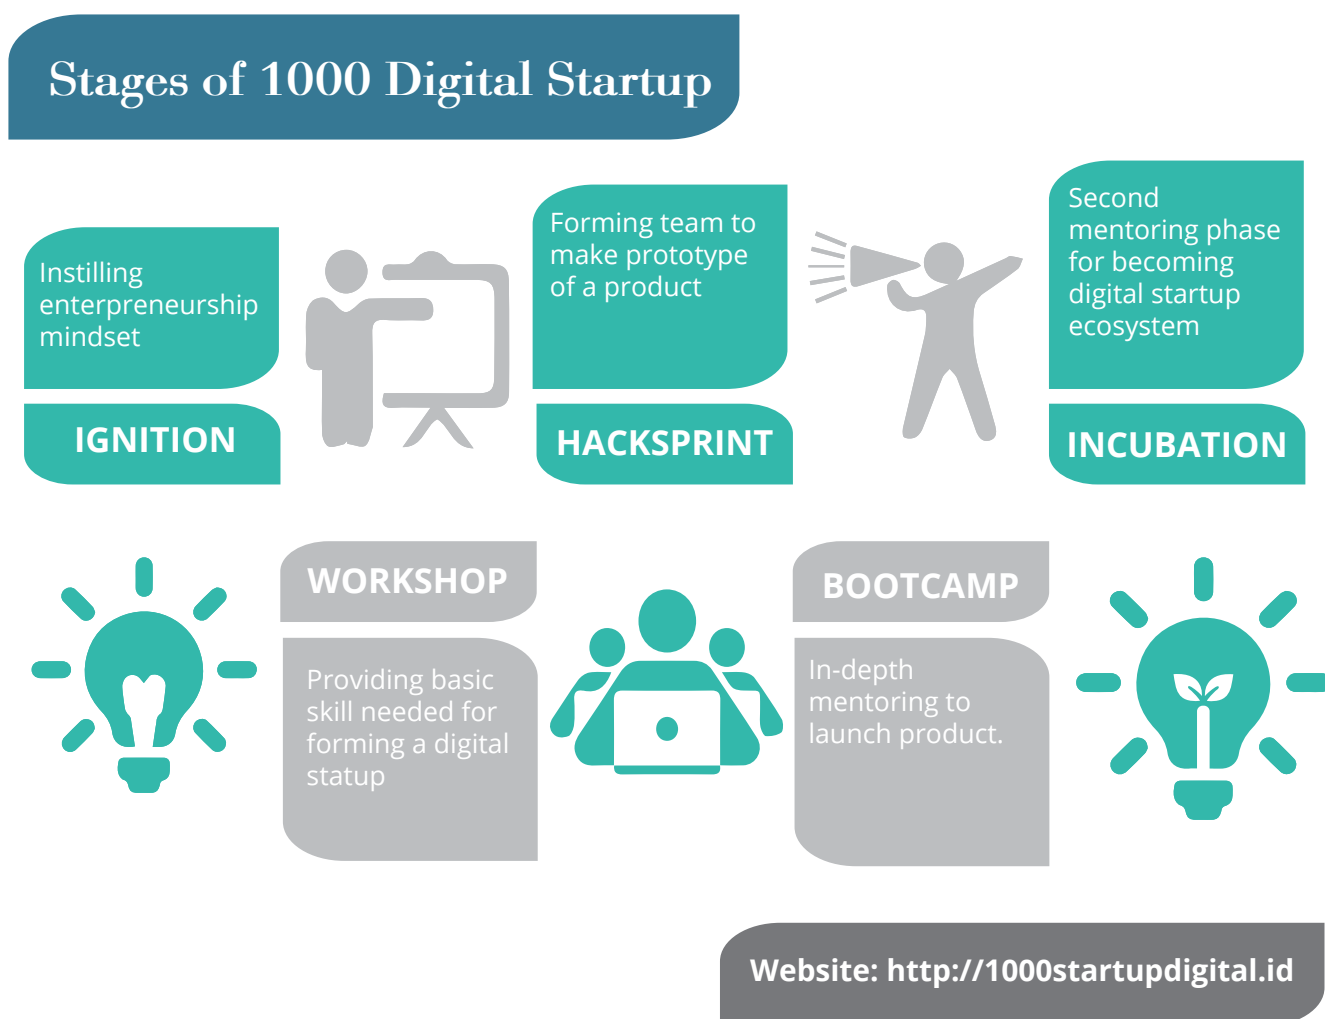 Stages of 1000 Digital Startup
Instilling
enterpreneurship
mindset
IGNITION
Forming team to
make prototype
of a product
HACKSPRINT
Second
mentoring phase
for becoming
digital startup
ecosystem
INCUBATION
WORKSHOP
Providing basic
skill needed for
forming a digital
statup
BOOTCAMP
In-depth
mentoring to
launch product.
Website: http://1000startupdigital.id